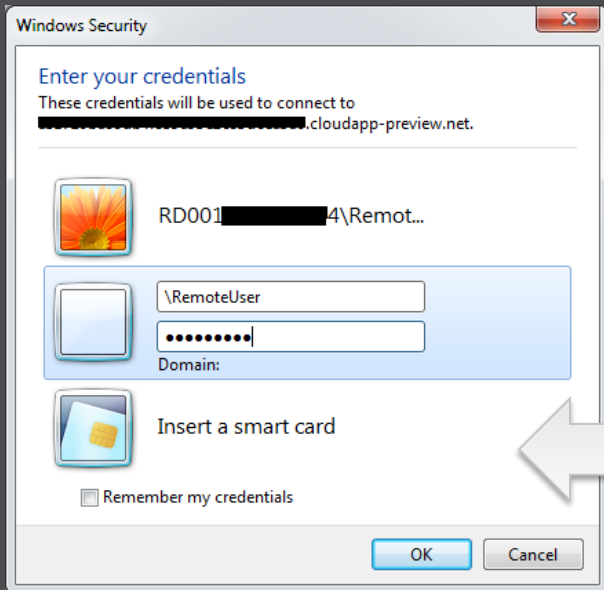 Windows Security
Enter your credentials
These credentials will be used to connect to
.cloudapp-preview.net.
RD001 4\Remot...
\RemoteUser
●●●●●●●●●
Domain:
Insert a smart card
Remember my credentials
OK
Cancel